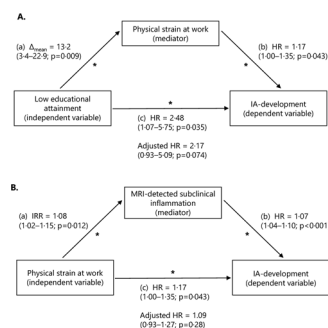 A.
Physical strain at work
(mediator)
(a) Δmean = 13·2
(3·4–22·9; p=0·009)
(b) HR = 1·17
(1·00–1·35; p=0·043)
*
*
Low educational
attainment
(independent variable)
*
(c) HR = 2·48
(1·07–5·75; p=0·035)
Adjusted HR = 2·17
(0·93–5·09; p=0·074)
IA-development
(dependent variable)
B.
MRI-detected subclinical
inflammation
(mediator)
(a) IRR = 1·08
(1·02–1·15; p=0·012)
(b) HR = 1·07
(1·04–1·10; p<0·001
*
*
Physical strain at work
(independent variable)
*
(c) HR = 1·17
(1·00–1·35; p=0·043)
Adjusted HR = 1.09
(0·93–1·27; p=0·28)
IA-development
(dependent variable)